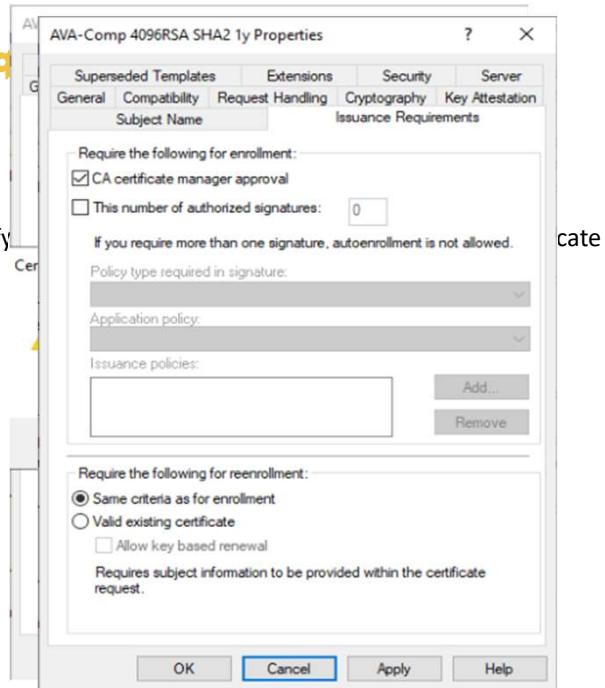 AV
AVA-Comp 4096RSA SHA2 1y Properties ? ×
Superseded Templates Extensions Security Server
G
General Compatibility Request Handling Cryptography Key Attestation
Subject Name Issuance Requirements
Require the following for enrollment:
CA certificate manager approval
This number of authorized signatures: 0
If you require more than one signature, autoenrollment is not allowed.
cate
Cer
Policy type required in signature:
Application policy:
Issuance policies:
Add...
Remove
Require the following for reenrollment:
Same criteria as for enrollment
Valid existing certificate
Allow key based renewal
Requires subject information to be provided within the certificate
request.
OK Cancel Apply Help